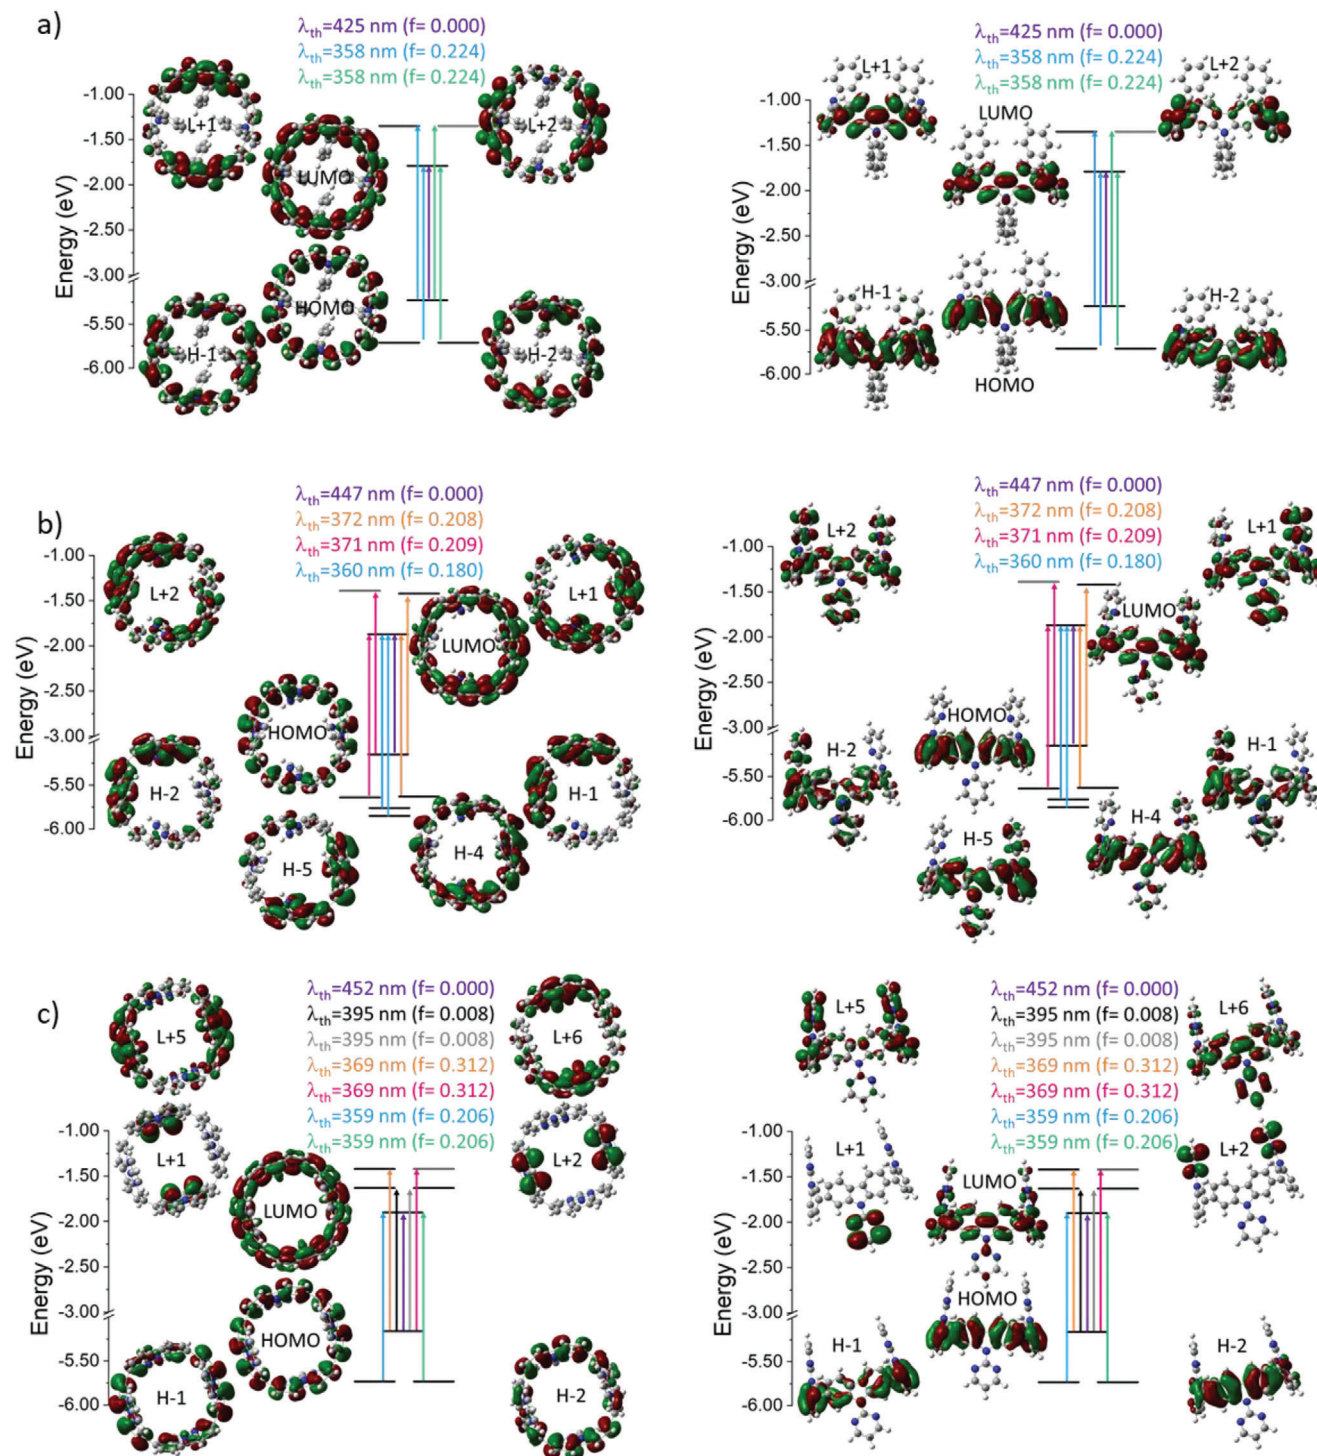 a)
λth=425 nm (f= 0.000)
λth=358 nm (f= 0.224)
λth=358 nm (f= 0.224)
Energy (eV)
-1.00
-1.50
-2.00
-2.50
-3.00
-5.50
-6.00
L+1
LUMO
L+2
HOMO
H-1
H-2
λth=425 nm (f= 0.000)
λth=358 nm (f= 0.224)
λth=358 nm (f= 0.224)
Energy (eV)
-1.00
-1.50
-2.00
-2.50
-3.00
-5.50
-6.00
L+1
LUMO
L+2
H-1
HOMO
H-2
b)
λth=447 nm (f= 0.000)
λth=372 nm (f= 0.208)
λth=371 nm (f= 0.209)
λth=360 nm (f= 0.180)
Energy (eV)
-1.00
-1.50
-2.00
-2.50
-3.00
-5.50
-6.00
L+2
L+1
LUMO
HOMO
H-2
H-1
H-5
H-4
λth=447 nm (f= 0.000)
λth=372 nm (f= 0.208)
λth=371 nm (f= 0.209)
λth=360 nm (f= 0.180)
Energy (eV)
-1.00
-1.50
-2.00
-2.50
-3.00
-5.50
-6.00
L+2
L+1
LUMO
HOMO
H-2
H-1
H-5
H-4
c)
λth=452 nm (f= 0.000)
λth=395 nm (f= 0.008)
λth=395 nm (f= 0.008)
λth=369 nm (f= 0.312)
λth=369 nm (f= 0.312)
λth=359 nm (f= 0.206)
λth=359 nm (f= 0.206)
Energy (eV)
-1.00
-1.50
-2.00
-2.50
-3.00
-5.50
-6.00
L+5
L+6
L+1
L+2
LUMO
HOMO
H-1
H-2
λth=452 nm (f= 0.000)
λth=395 nm (f= 0.008)
λth=395 nm (f= 0.008)
λth=369 nm (f= 0.312)
λth=369 nm (f= 0.312)
λth=359 nm (f= 0.206)
λth=359 nm (f= 0.206)
Energy (eV)
-1.00
-1.50
-2.00
-2.50
-3.00
-5.50
-6.00
L+5
L+6
L+1
L+2
LUMO
HOMO
H-1
H-2